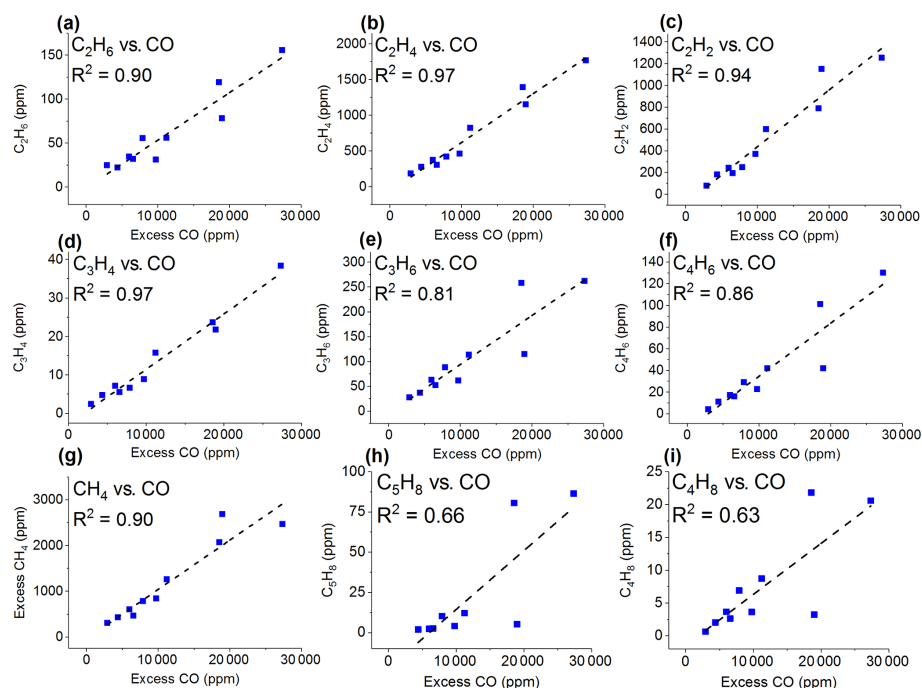 (a)
C₂H₆ vs. CO
R² = 0.90
150
100
50
0
C₂H₆ (ppm)
0 10 000 20 000 30 000
Excess CO (ppm)
(b)
C₂H₄ vs. CO
R² = 0.97
2000
1500
1000
500
0
C₂H₄ (ppm)
0 10 000 20 000 30 000
Excess CO (ppm)
(c)
C₂H₂ vs. CO
R² = 0.94
1400
1200
1000
800
600
400
200
0
C₂H₂ (ppm)
0 10 000 20 000 30 000
Excess CO (ppm)
(d)
C₃H₄ vs. CO
R² = 0.97
40
30
20
10
0
C₃H₄ (ppm)
0 10 000 20 000 30 000
Excess CO (ppm)
(e)
C₃H₆ vs. CO
R² = 0.81
300
250
200
150
100
50
0
C₃H₆ (ppm)
0 10 000 20 000 30 000
Excess CO (ppm)
(f)
C₄H₆ vs. CO
R² = 0.86
140
120
100
80
60
40
20
0
C₄H₆ (ppm)
0 10 000 20 000 30 000
Excess CO (ppm)
(g)
CH₄ vs. CO
R² = 0.90
3000
2000
1000
0
Excess CH₄ (ppm)
0 10 000 20 000 30 000
Excess CO (ppm)
(h)
C₅H₈ vs. CO
R² = 0.66
100
75
50
25
0
C₅H₈ (ppm)
0 10 000 20 000 30 000
Excess CO (ppm)
(i)
C₄H₈ vs. CO
R² = 0.63
25
20
15
10
5
0
C₄H₈ (ppm)
0 10 000 20 000 30 000
Excess CO (ppm)